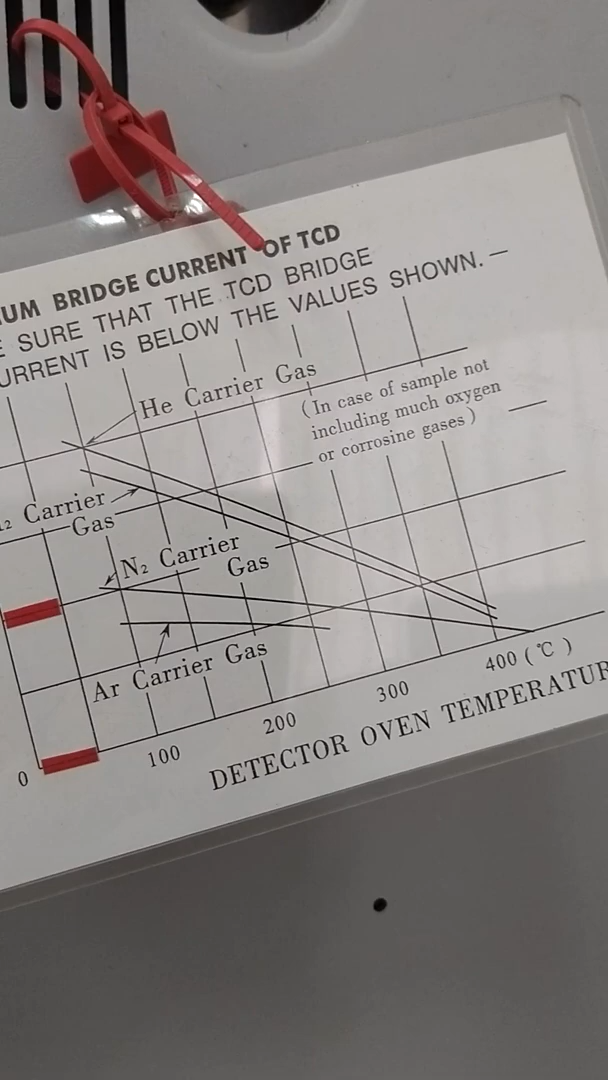 UM BRIDGE CURRENT OF TCD
SURE THAT THE TCD BRIDGE
URRENT IS BELOW THE VALUES SHOWN. —
He Carrier Gas
(In case of sample not
including much oxygen
or corrosine gases)
Carrier
Gas
N₂ Carrier
Gas
Ar Carrier Gas
0 100 200 300 400 (℃)
DETECTOR OVEN TEMPERATUR